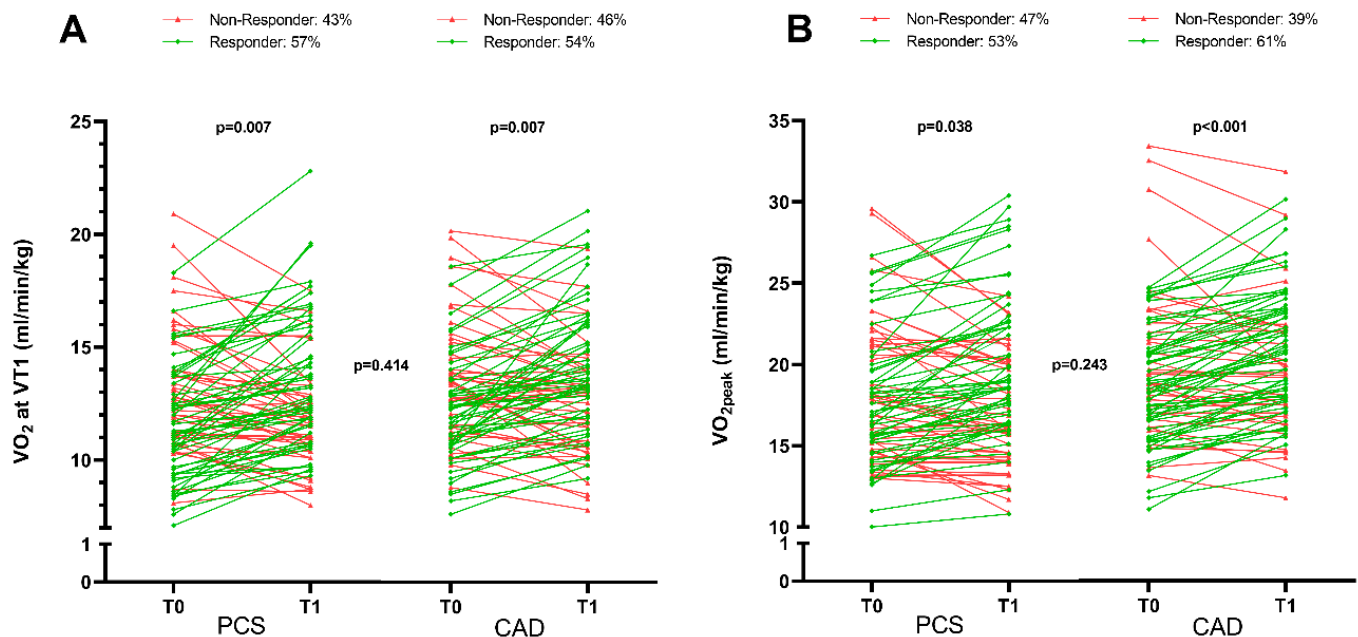 A
Non-Responder: 43%
Responder: 57%
Non-Responder: 46%
Responder: 54%
p=0.007
p=0.007
p=0.414
VO₂ at VT1 (ml/min/kg)
25
20
15
10
1
0
T0
T1
T0
T1
PCS
CAD
B
Non-Responder: 47%
Responder: 53%
Non-Responder: 39%
Responder: 61%
p=0.038
p<0.001
p=0.243
VO₂peak (ml/min/kg)
35
30
25
20
15
10
1
0
T0
T1
T0
T1
PCS
CAD